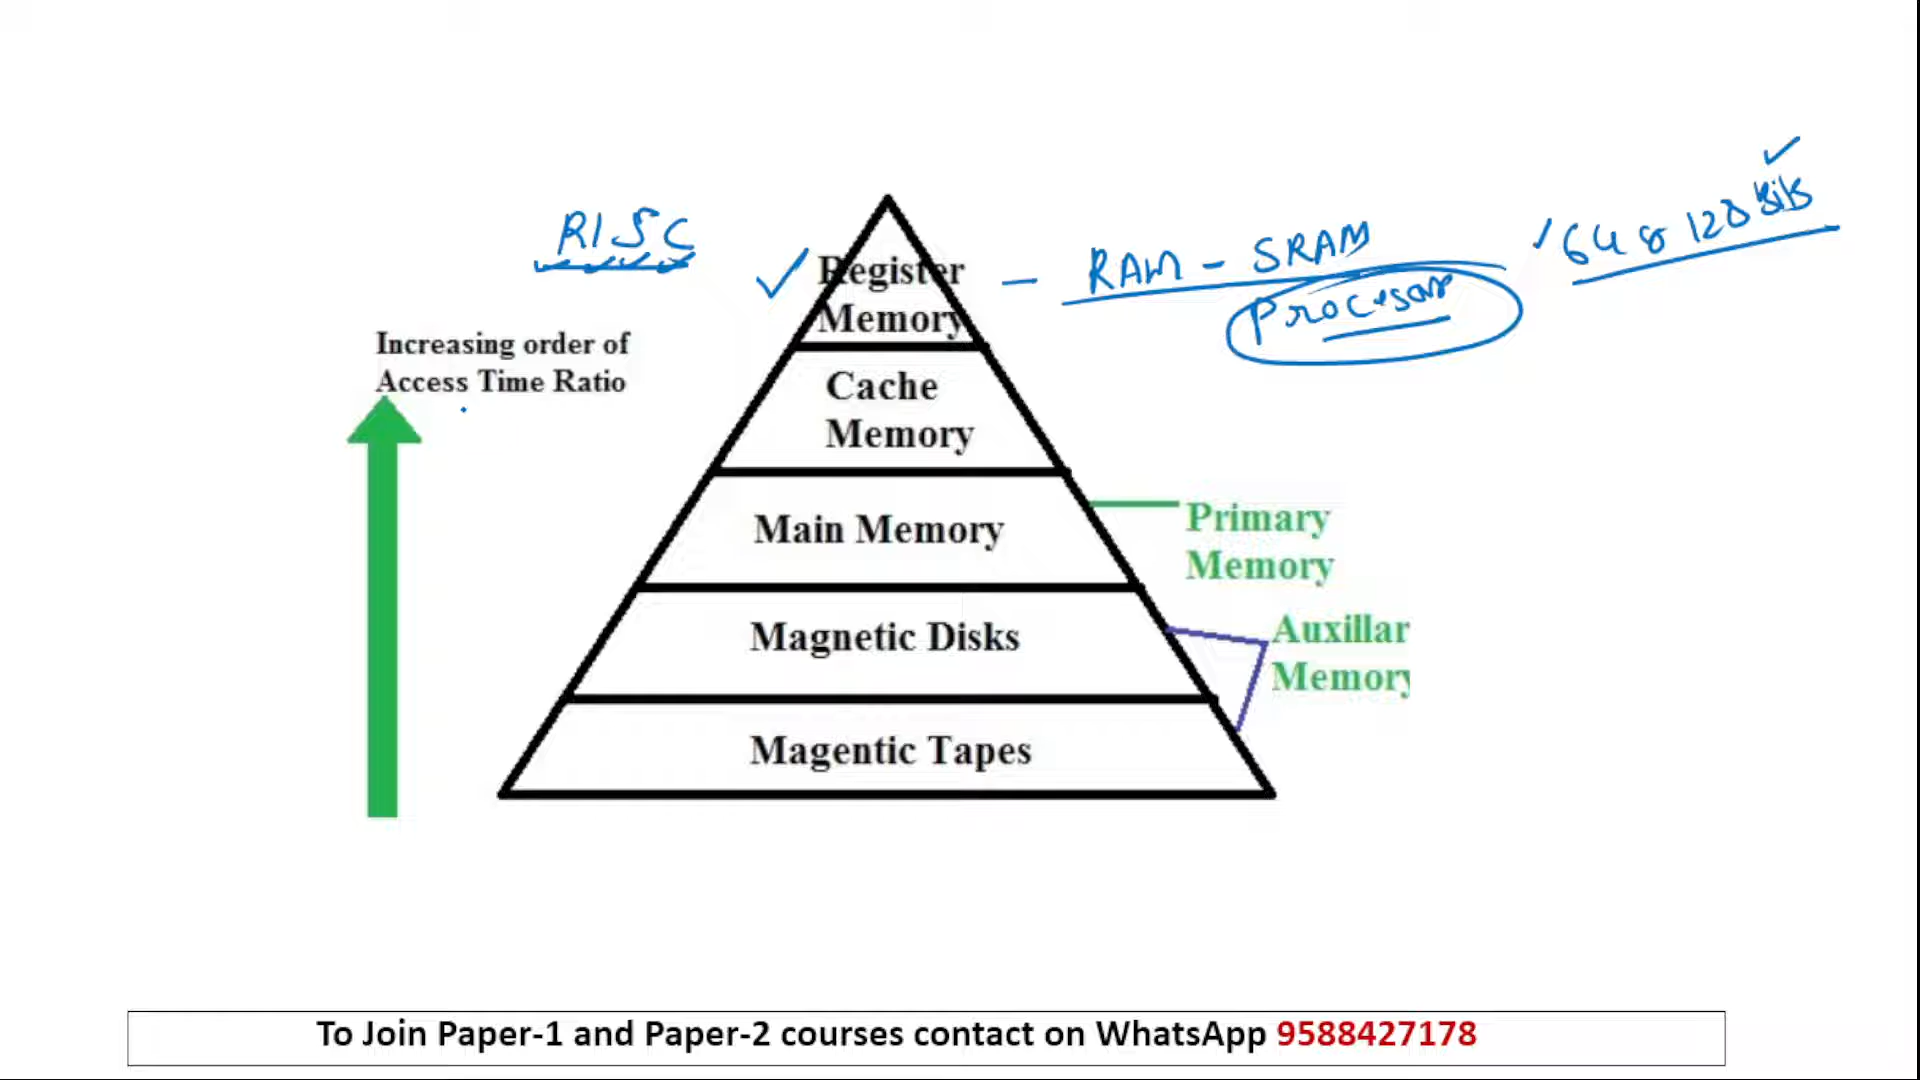 RISC
Register
Memory
– RAM - SRAM
Processor
64 & 128 Bits
Increasing order of
Access Time Ratio
Cache
Memory
Main Memory
Primary
Memory
Magnetic Disks
Auxillar
Memory
Magentic Tapes
To Join Paper-1 and Paper-2 courses contact on WhatsApp 9588427178